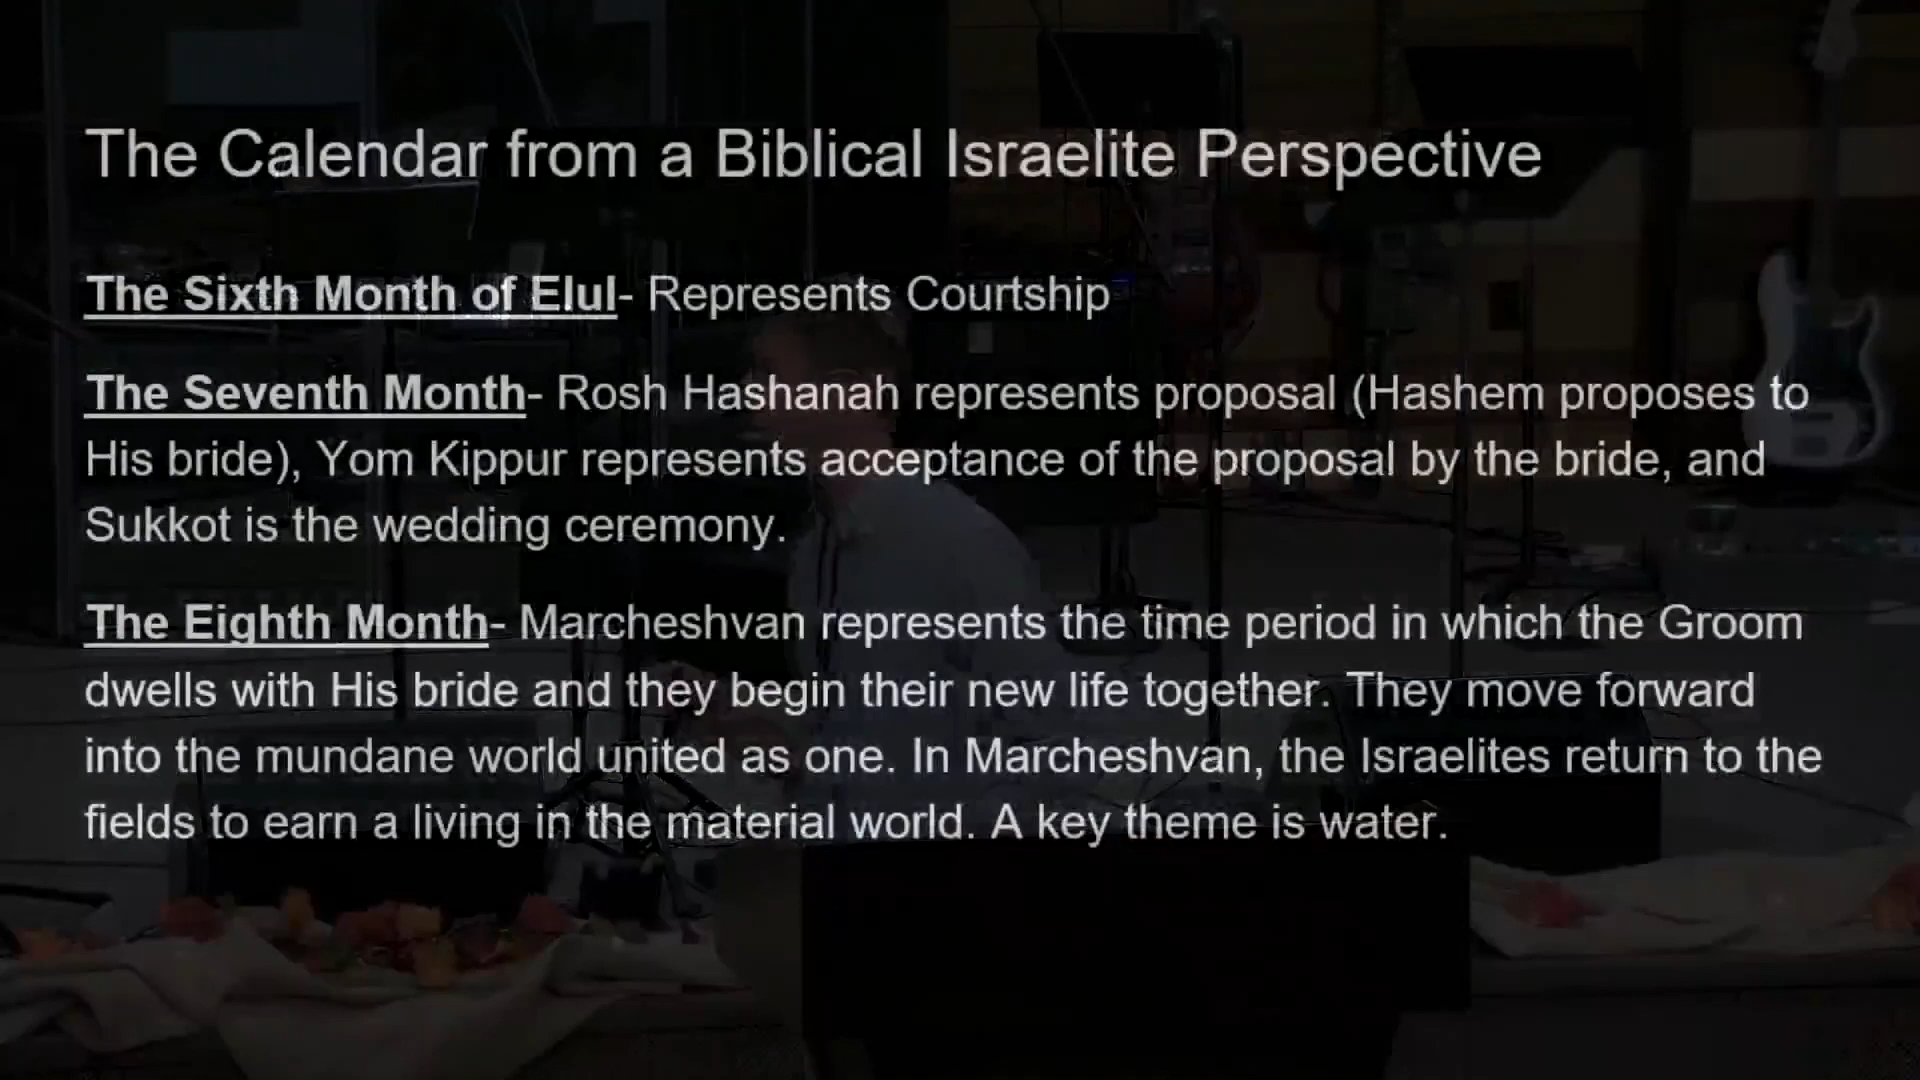 The Calendar from a Biblical Israelite Perspective
The Sixth Month of Elul- Represents Courtship
The Seventh Month- Rosh Hashanah represents proposal (Hashem proposes to
His bride), Yom Kippur represents acceptance of the proposal by the bride, and
Sukkot is the wedding ceremony.
The Eighth Month- Marcheshvan represents the time period in which the Groom
dwells with His bride and they begin their new life together. They move forward
into the mundane world united as one. In Marcheshvan, the Israelites return to the
fields to earn a living in the material world. A key theme is water.